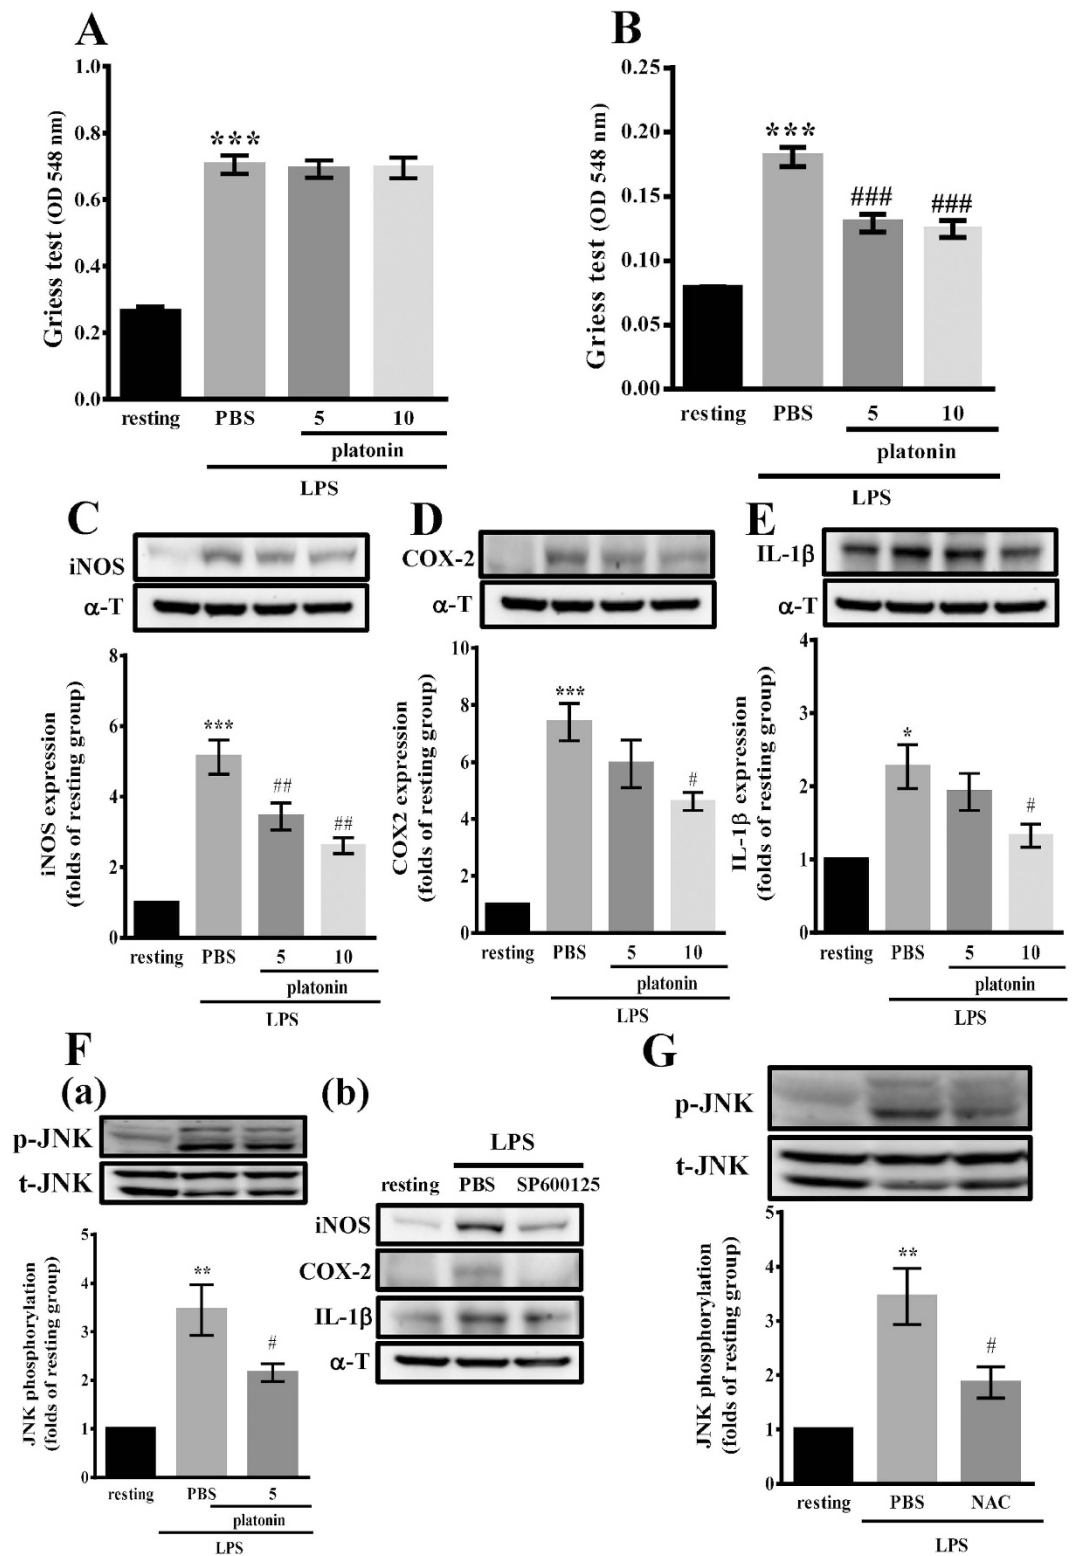 A
Griess test (OD 548 nm)
1.0
0.8
0.6
0.4
0.2
0.0
***
resting PBS 5 10
platonin
LPS
B
Griess test (OD 548 nm)
0.25
0.20
0.15
0.10
0.05
0.00
***
###
###
resting PBS 5 10
platonin
LPS
C
iNOS
α-T
iNOS expression
(folds of resting group)
8
6
4
2
0
***
##
##
resting PBS 5 10
platonin
LPS
D
COX-2
α-T
COX2 expression
(folds of resting group)
10
8
6
4
2
0
***
#
resting PBS 5 10
platonin
LPS
E
IL-1β
α-T
IL-1β expression
(folds of resting group)
4
3
2
1
0
*
#
resting PBS 5 10
platonin
LPS
F
(a)
p-JNK
t-JNK
JNK phosphorylation
(folds of resting group)
5
4
3
2
1
0
**
#
resting PBS 5
platonin
LPS
(b)
LPS
resting PBS SP600125
iNOS
COX-2
IL-1β
α-T
G
p-JNK
t-JNK
JNK phosphorylation
(folds of resting group)
5
4
3
2
1
0
**
#
resting PBS NAC
LPS